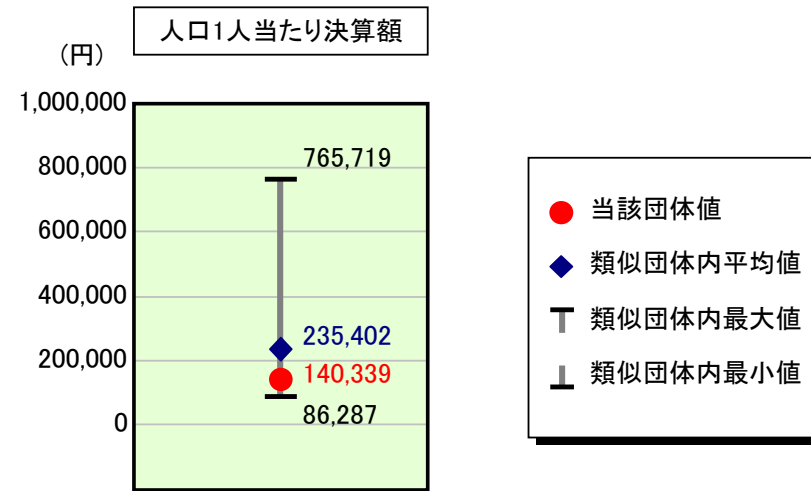 人口1人当たり決算額
(円)
1,000,000
800,000
600,000
400,000
200,000
0
765,719
235,402
140,339
86,287
当該団体値
類似団体内平均値
類似団体内最大値
類似団体内最小値